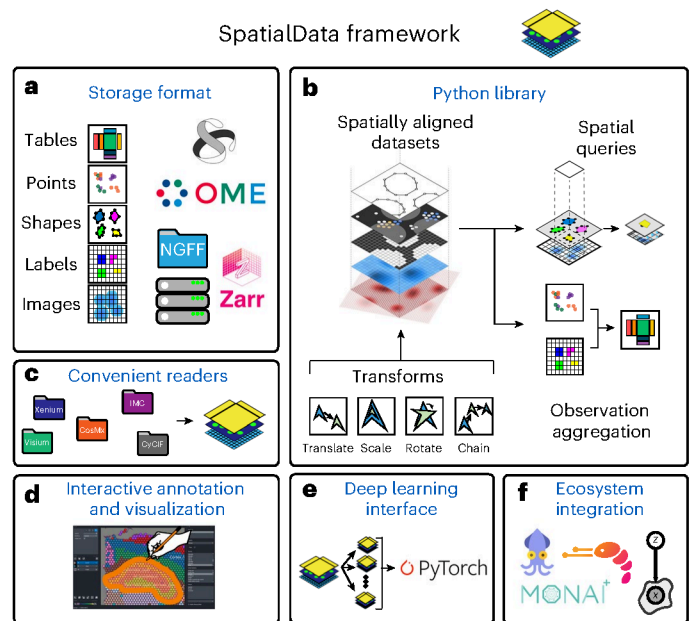 SpatialData framework
a
Storage format
Tables
Points
Shapes
Labels
Images
OME
NGFF
Zarr
b
Python library
Spatially aligned
datasets
Spatial
queries
Transforms
Translate
Scale
Rotate
Chain
Observation
aggregation
c
Convenient readers
Xenium
IMC
Visium
CosMx
CyCIF
d
Interactive annotation
and visualization
e
Deep learning
interface
PyTorch
f
Ecosystem
integration
MONAI
Z
X